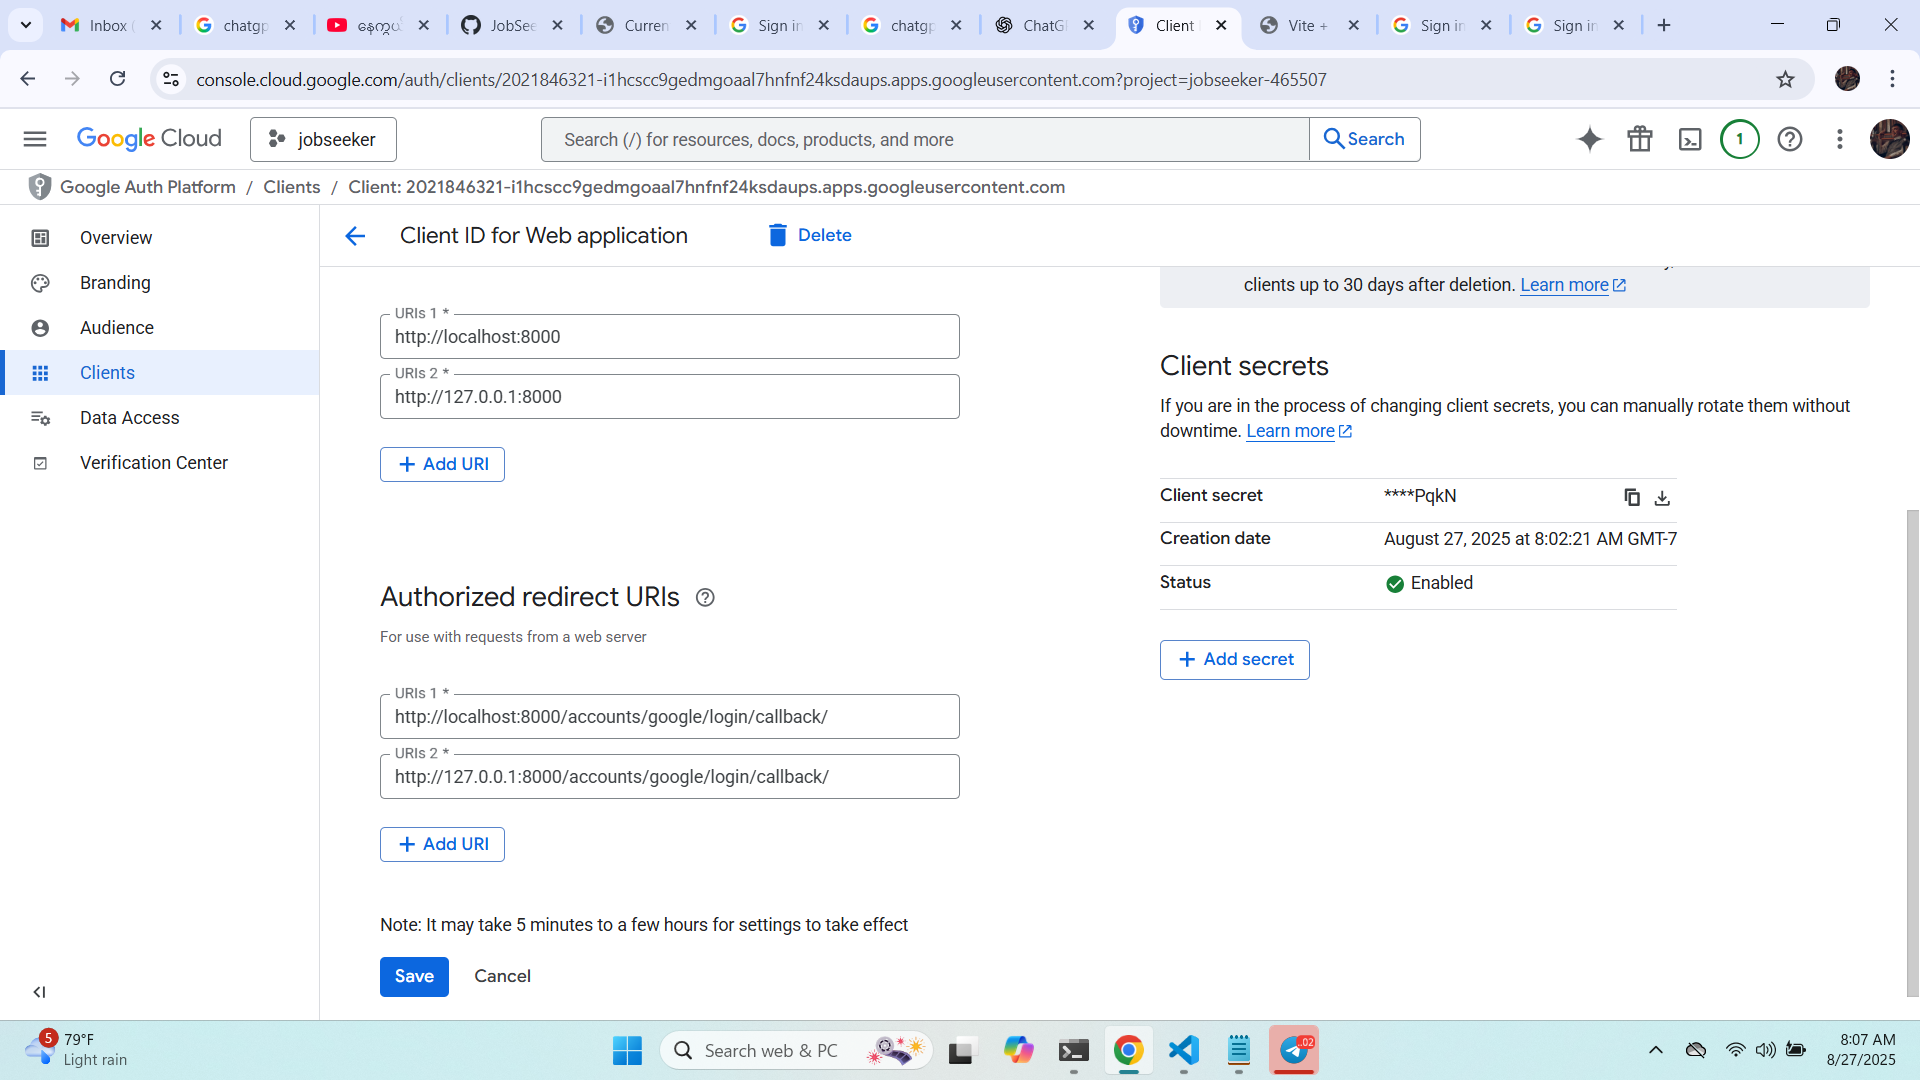 Inbox (
chatgp
နေကွယ်
JobSee
Curren
Sign in
chatgp
ChatGI
Client
Vite +
Sign in
Sign in
console.cloud.google.com/auth/clients/2021846321-i1hcscc9gedmgoaal7hnfnf24ksdaups.apps.googleusercontent.com?project=jobseeker-465507
Google Cloud
jobseeker
Search (/) for resources, docs, products, and more
Search
1
Google Auth Platform / Clients / Client: 2021846321-i1hcscc9gedmgoaal7hnfnf24ksdaups.apps.googleusercontent.com
Overview
Branding
Audience
Clients
Data Access
Verification Center
Client ID for Web application
Delete
URIs 1 *
http://localhost:8000
URIs 2 *
http://127.0.0.1:8000
+ Add URI
Authorized redirect URIs
For use with requests from a web server
URIs 1 *
http://localhost:8000/accounts/google/login/callback/
URIs 2 *
http://127.0.0.1:8000/accounts/google/login/callback/
+ Add URI
Note: It may take 5 minutes to a few hours for settings to take effect
Save
Cancel
clients up to 30 days after deletion. Learn more
Client secrets
If you are in the process of changing client secrets, you can manually rotate them without
downtime. Learn more
Client secret ****PqkN
Creation date August 27, 2025 at 8:02:21 AM GMT-7
Status Enabled
+ Add secret
5
79°F
Light rain
Search web & PC
.02
8:07 AM
8/27/2025